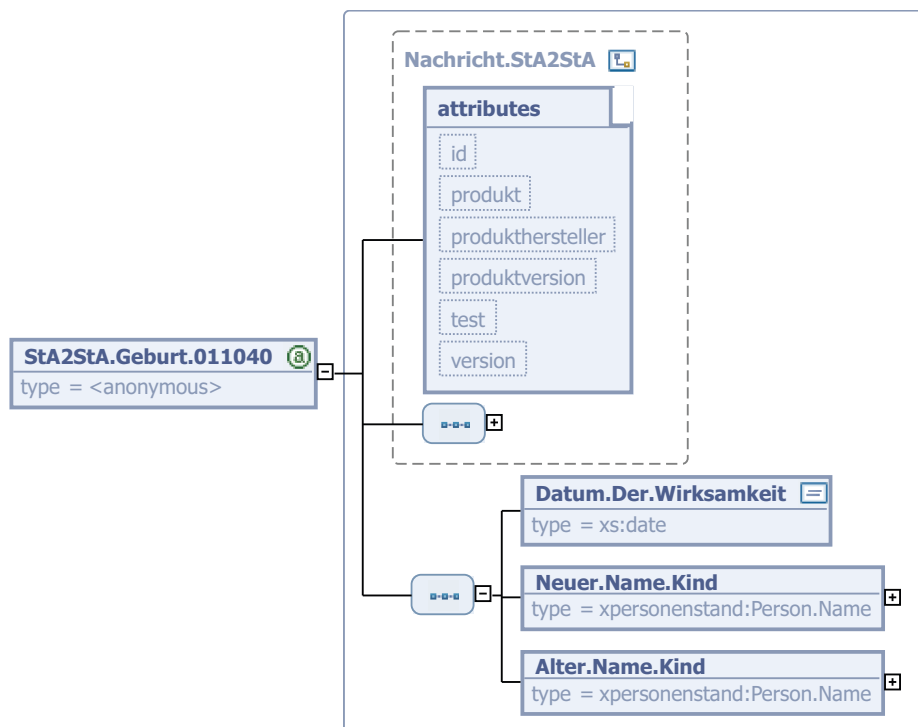 Nachricht.StA2StA
attributes
id
produkt
produkthersteller
produktversion
test
version
StA2StA.Geburt.011040 a
type = <anonymous>
Datum.Der.Wirksamkeit
type = xs:date
Neuer.Name.Kind
type = xpersonenstand:Person.Name
Alter.Name.Kind
type = xpersonenstand:Person.Name